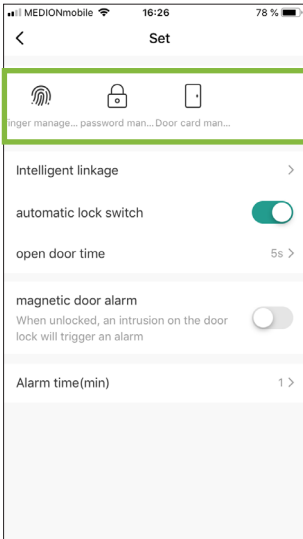 MEDIONmobile 16:26 78 %
Set
inger manage... password man... Door card man...
Intelligent linkage
automatic lock switch
open door time 5s
magnetic door alarm
When unlocked, an intrusion on the door
lock will trigger an alarm
Alarm time(min) 1